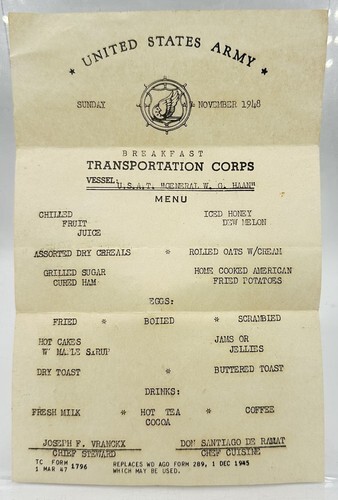 ★ UNITED STATES ARMY ★
SUNDAY NOVEMBER 1948
BREAKFAST
TRANSPORTATION CORPS
VESSEL: U.S.A.T. "GENERAL W. G. HAAN"
MENU
CHILLED ICED HONEY
FRUIT DEW MELON
JUICE
ASSORTED DRY CEREALS * ROLLED OATS W/CREAM
GRILLED SUGAR HOME COOKED AMERICAN
CURED HAM FRIED POTATOES
EGGS:
FRIED * BOILED * SCRAMBLED
HOT CAKES JAMS OR
W' MAPLE SYRUP JELLIES
DRY TOAST * BUTTERED TOAST
DRINKS:
FRESH MILK * HOT TEA * COFFEE
COCOA
JOSEPH F. VRANCKX DON SANTIAGO DE RAMAT
CHIEF STEWARD CHEF CUISINE
TC FORM 1796 REPLACES WD AGO FORM 289, 1 DEC 1945
1 MAR 47 WHICH MAY BE USED.